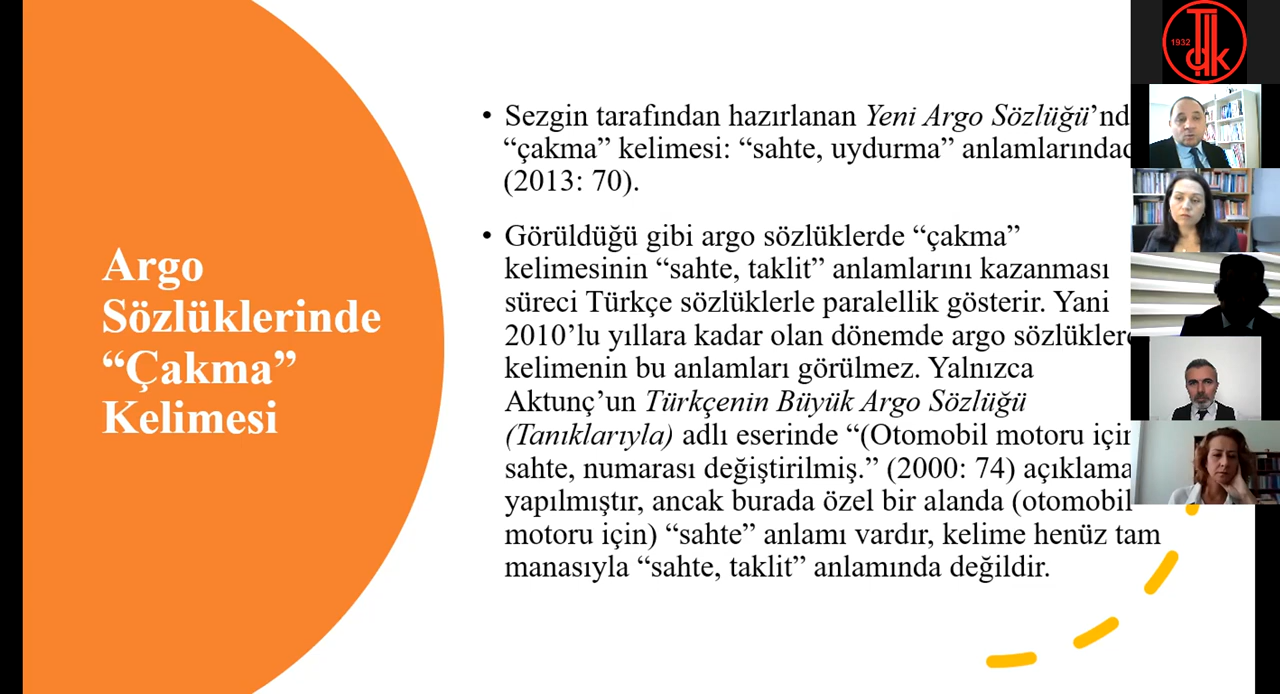 Argo
Sözlüklerinde
“Çakma”
Kelimesi
• Sezgin tarafından hazırlanan Yeni Argo Sözlüğü’nd
“çakma” kelimesi: “sahte, uydurma” anlamlarındad
(2013: 70).
• Görüldüğü gibi argo sözlüklerde “çakma”
kelimesinin “sahte, taklit” anlamlarını kazanması
süreci Türkçe sözlüklerle paralellik gösterir. Yani
2010’lu yıllara kadar olan dönemde argo sözlüklerd
kelimenin bu anlamları görülmez. Yalnızca
Aktunç’un Türkçenin Büyük Argo Sözlüğü
(Tanıklarıyla) adlı eserinde “(Otomobil motoru için
sahte, numarası değiştirilmiş.” (2000: 74) açıklama
yapılmıştır, ancak burada özel bir alanda (otomobil
motoru için) “sahte” anlamı vardır, kelime henüz tam
manasıyla “sahte, taklit” anlamında değildir.
1932
TDK